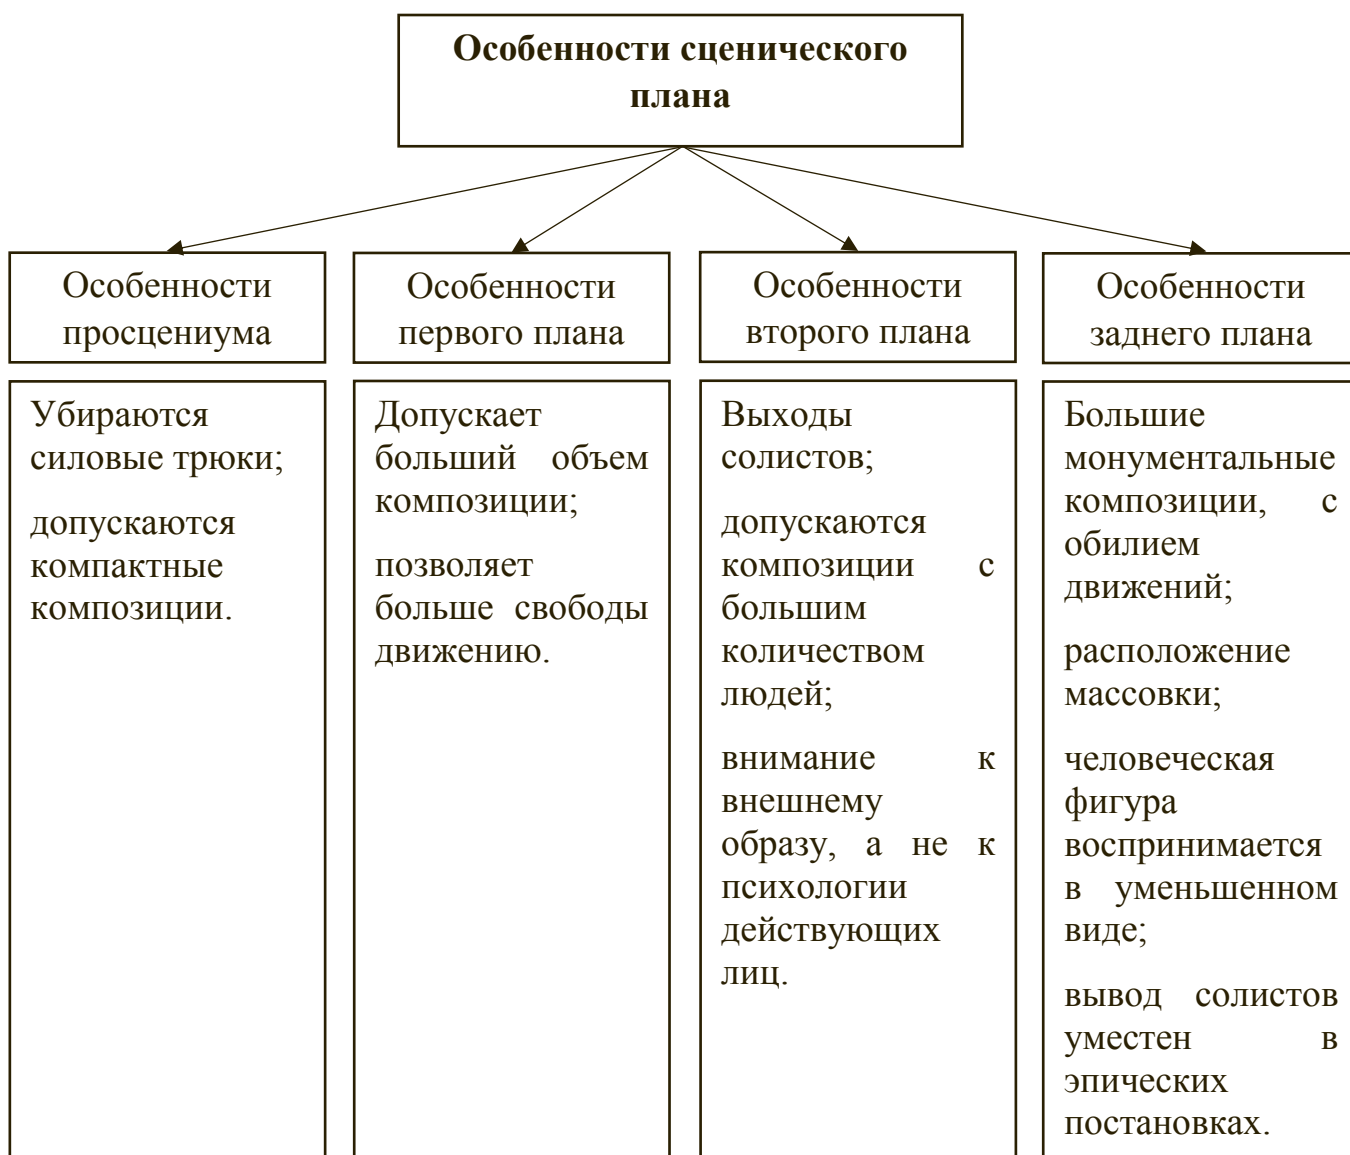 Особенности сценического
плана
Особенности
просцениума
Особенности
первого плана
Особенности
второго плана
Особенности
заднего плана
Убираются
силовые трюки;
допускаются
компактные
композиции.
Допускает
больший объем
композиции;
позволяет
больше свободы
движению.
Выходы
солистов;
допускаются
композиции с
большим
количеством
людей;
внимание к
внешнему
образу, а не к
психологии
действующих
лиц.
Большие
монументальные
композиции, с
обилием
движений;
расположение
массовки;
человеческая
фигура
воспринимается
в уменьшенном
виде;
вывод солистов
уместен в
эпических
постановках.